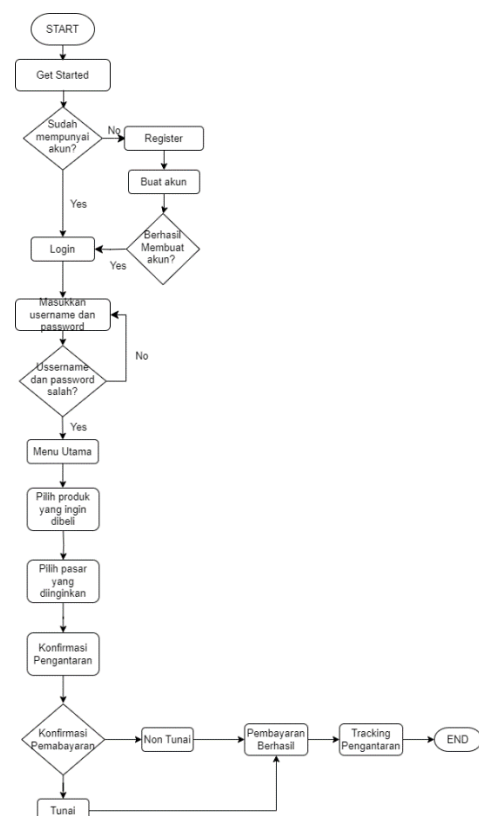 START
Get Started
Sudah
mempunyai
akun?
No
Register
Buat akun
Yes
Berhasil
Membuat
akun?
Login
Yes
Masukkan
username dan
password
Ussername
dan password
salah?
No
Yes
Menu Utama
Pilih produk
yang ingin
dibeli
Pilih pasar
yang
diinginkan
Konfirmasi
Pengantaran
Konfirmasi
Pemabayaran
Non Tunai
Pembayaran
Berhasil
Tracking
Pengantaran
END
Tunai